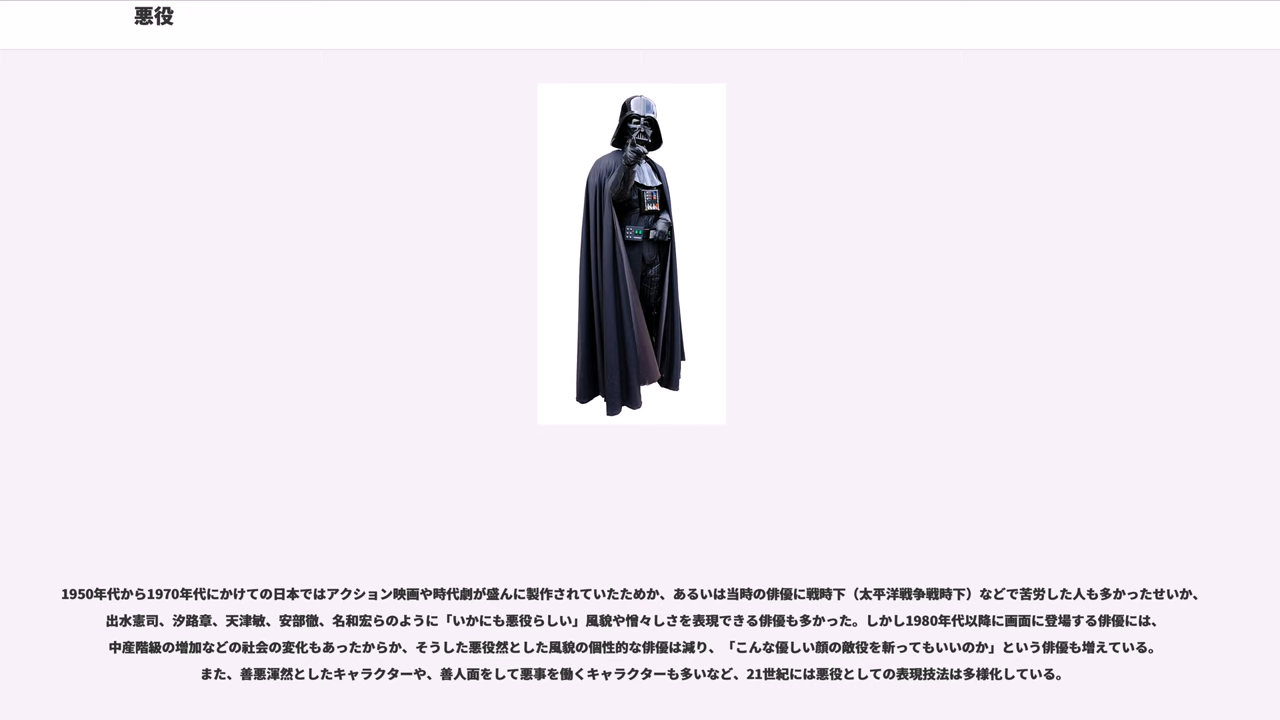 悪役
1950年代から1970年代にかけての日本ではアクション映画や時代劇が盛んに製作されていたためか、あるいは当時の俳優に戦時下（太平洋戦争戦時下）などで苦労した人も多かったせいか、
出水憲司、汐路章、天津敏、安部徹、名和宏らのように「いかにも悪役らしい」風貌や憎々しさを表現できる俳優も多かった。しかし1980年代以降に画面に登場する俳優には、
中産階級の増加などの社会の変化もあったからか、そうした悪役然とした風貌の個性的な俳優は減り、「こんな優しい顔の敵役を斬ってもいいのか」という俳優も増えている。
また、善悪渾然としたキャラクターや、善人面をして悪事を働くキャラクターも多いなど、21世紀には悪役としての表現技法は多様化している。